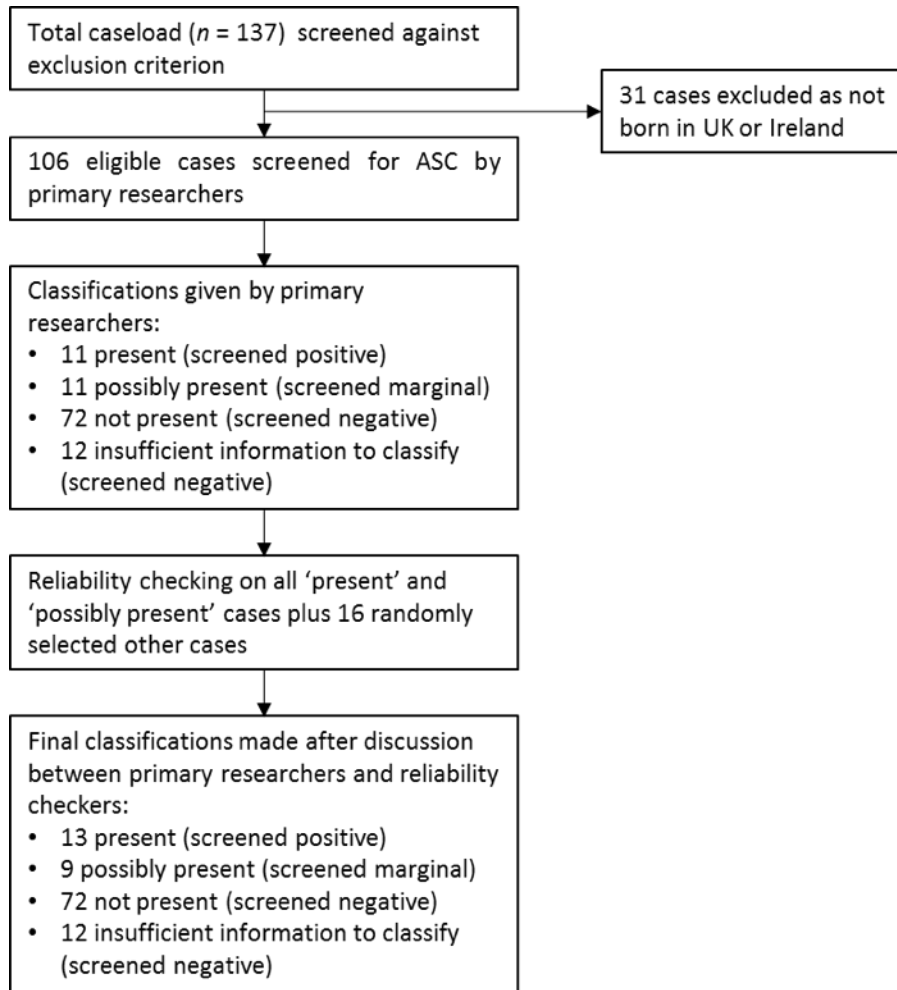 Total caseload (n = 137) screened against
exclusion criterion
31 cases excluded as not
born in UK or Ireland
106 eligible cases screened for ASC by
primary researchers
Classifications given by primary
researchers:
• 11 present (screened positive)
• 11 possibly present (screened marginal)
• 72 not present (screened negative)
• 12 insufficient information to classify
(screened negative)
Reliability checking on all ‘present’ and
‘possibly present’ cases plus 16 randomly
selected other cases
Final classifications made after discussion
between primary researchers and reliability
checkers:
• 13 present (screened positive)
• 9 possibly present (screened marginal)
• 72 not present (screened negative)
• 12 insufficient information to classify
(screened negative)